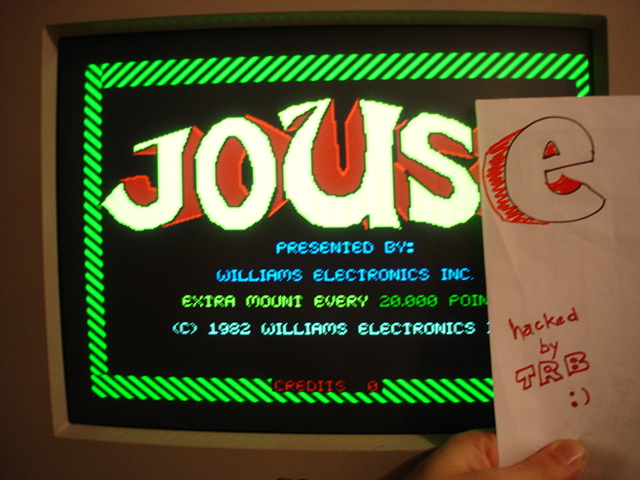 JOUSe
PRESENTED BY:
WILLIAMS ELECTRONICS INC.
EXTRA MOUNT EVERY 20,000 POIN
(C) 1982 WILLIAMS ELECTRONICS I
CREDITS 0
hacked
by
TRB
:)